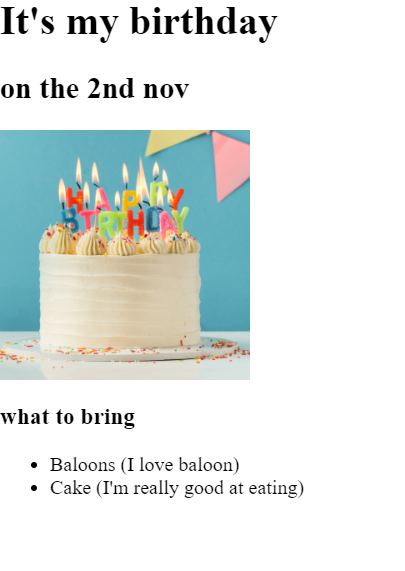 It's my birthday
on the 2nd nov
HAPPY
BIRTHDAY
what to bring
Baloons (I love baloon)
Cake (I'm really good at eating)